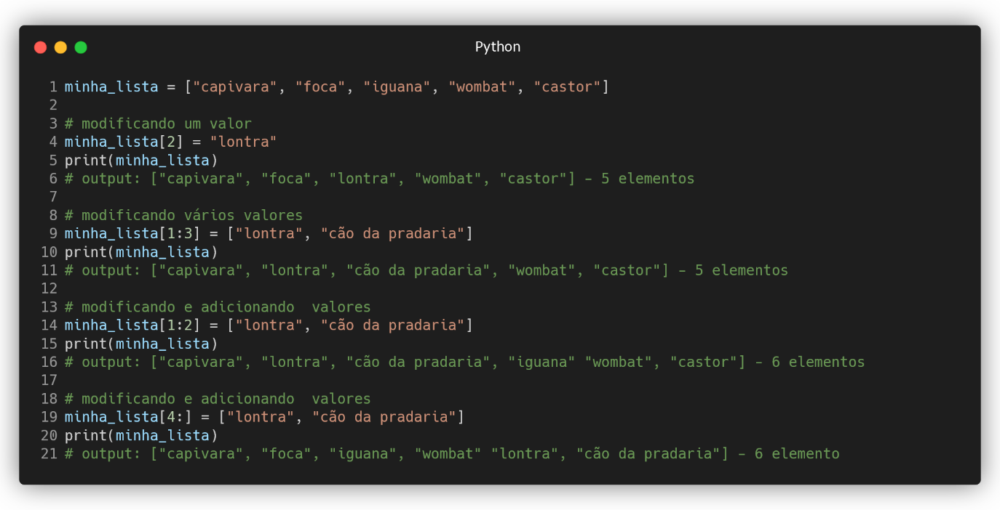 Python
1 minha_lista = ["capivara", "foca", "iguana", "wombat", "castor"]
2
3 # modificando um valor
4 minha_lista[2] = "lontra"
5 print(minha_lista)
6 # output: ["capivara", "foca", "lontra", "wombat", "castor"] - 5 elementos
7
8 # modificando vários valores
9 minha_lista[1:3] = ["lontra", "cão da pradaria"]
10 print(minha_lista)
11 # output: ["capivara", "lontra", "cão da pradaria", "wombat", "castor"] - 5 elementos
12
13 # modificando e adicionando  valores
14 minha_lista[1:2] = ["lontra", "cão da pradaria"]
15 print(minha_lista)
16 # output: ["capivara", "lontra", "cão da pradaria", "iguana" "wombat", "castor"] - 6 elementos
17
18 # modificando e adicionando  valores
19 minha_lista[4:] = ["lontra", "cão da pradaria"]
20 print(minha_lista)
21 # output: ["capivara", "foca", "iguana", "wombat" "lontra", "cão da pradaria"] - 6 elemento